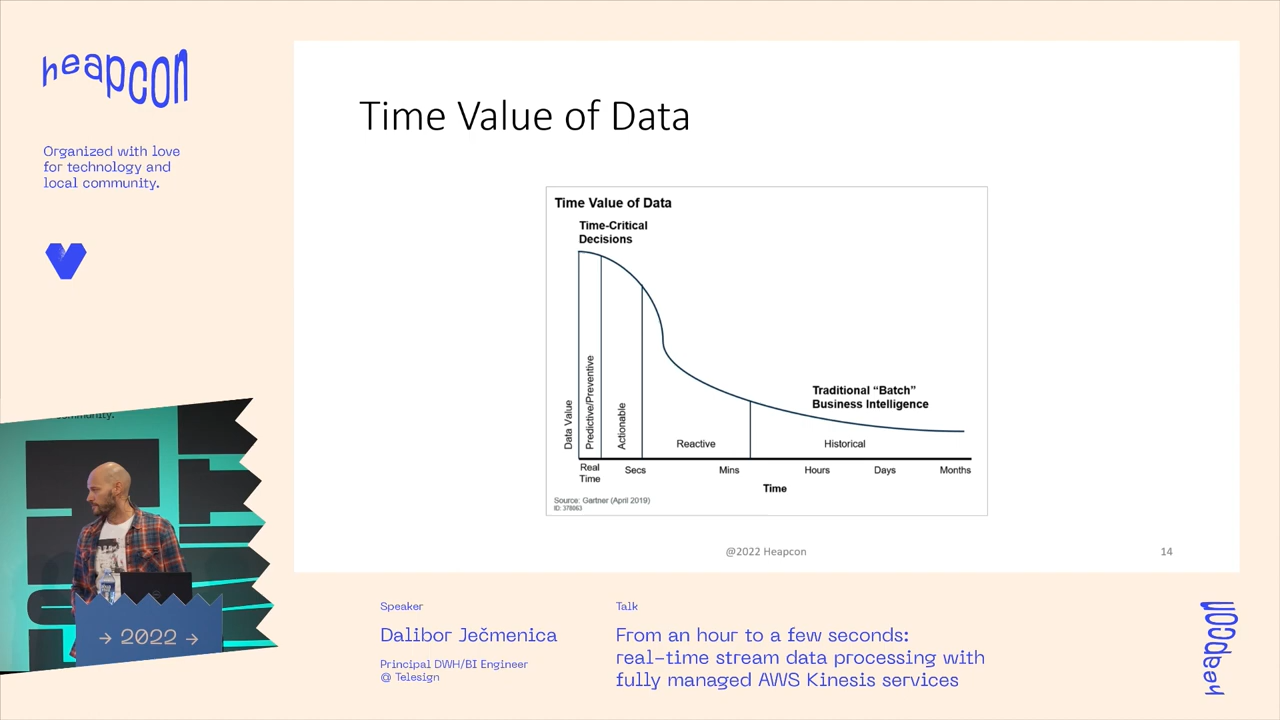 heapcon
Organized with love
for technology and
local community.
Time Value of Data
Time Value of Data
Time-Critical
Decisions
Data Value
Predictive/Preventive
Actionable
Reactive
Historical
Traditional “Batch”
Business Intelligence
Real
Time
Secs
Mins
Hours
Days
Months
Time
Source: Gartner (April 2019)
ID: 378063
@2022 Heapcon
14
community.
→ 2022 →
Speaker
Dalibor Ječmenica
Principal DWH/BI Engineer
@ Telesign
Talk
From an hour to a few seconds:
real-time stream data processing with
fully managed AWS Kinesis services
heapcon